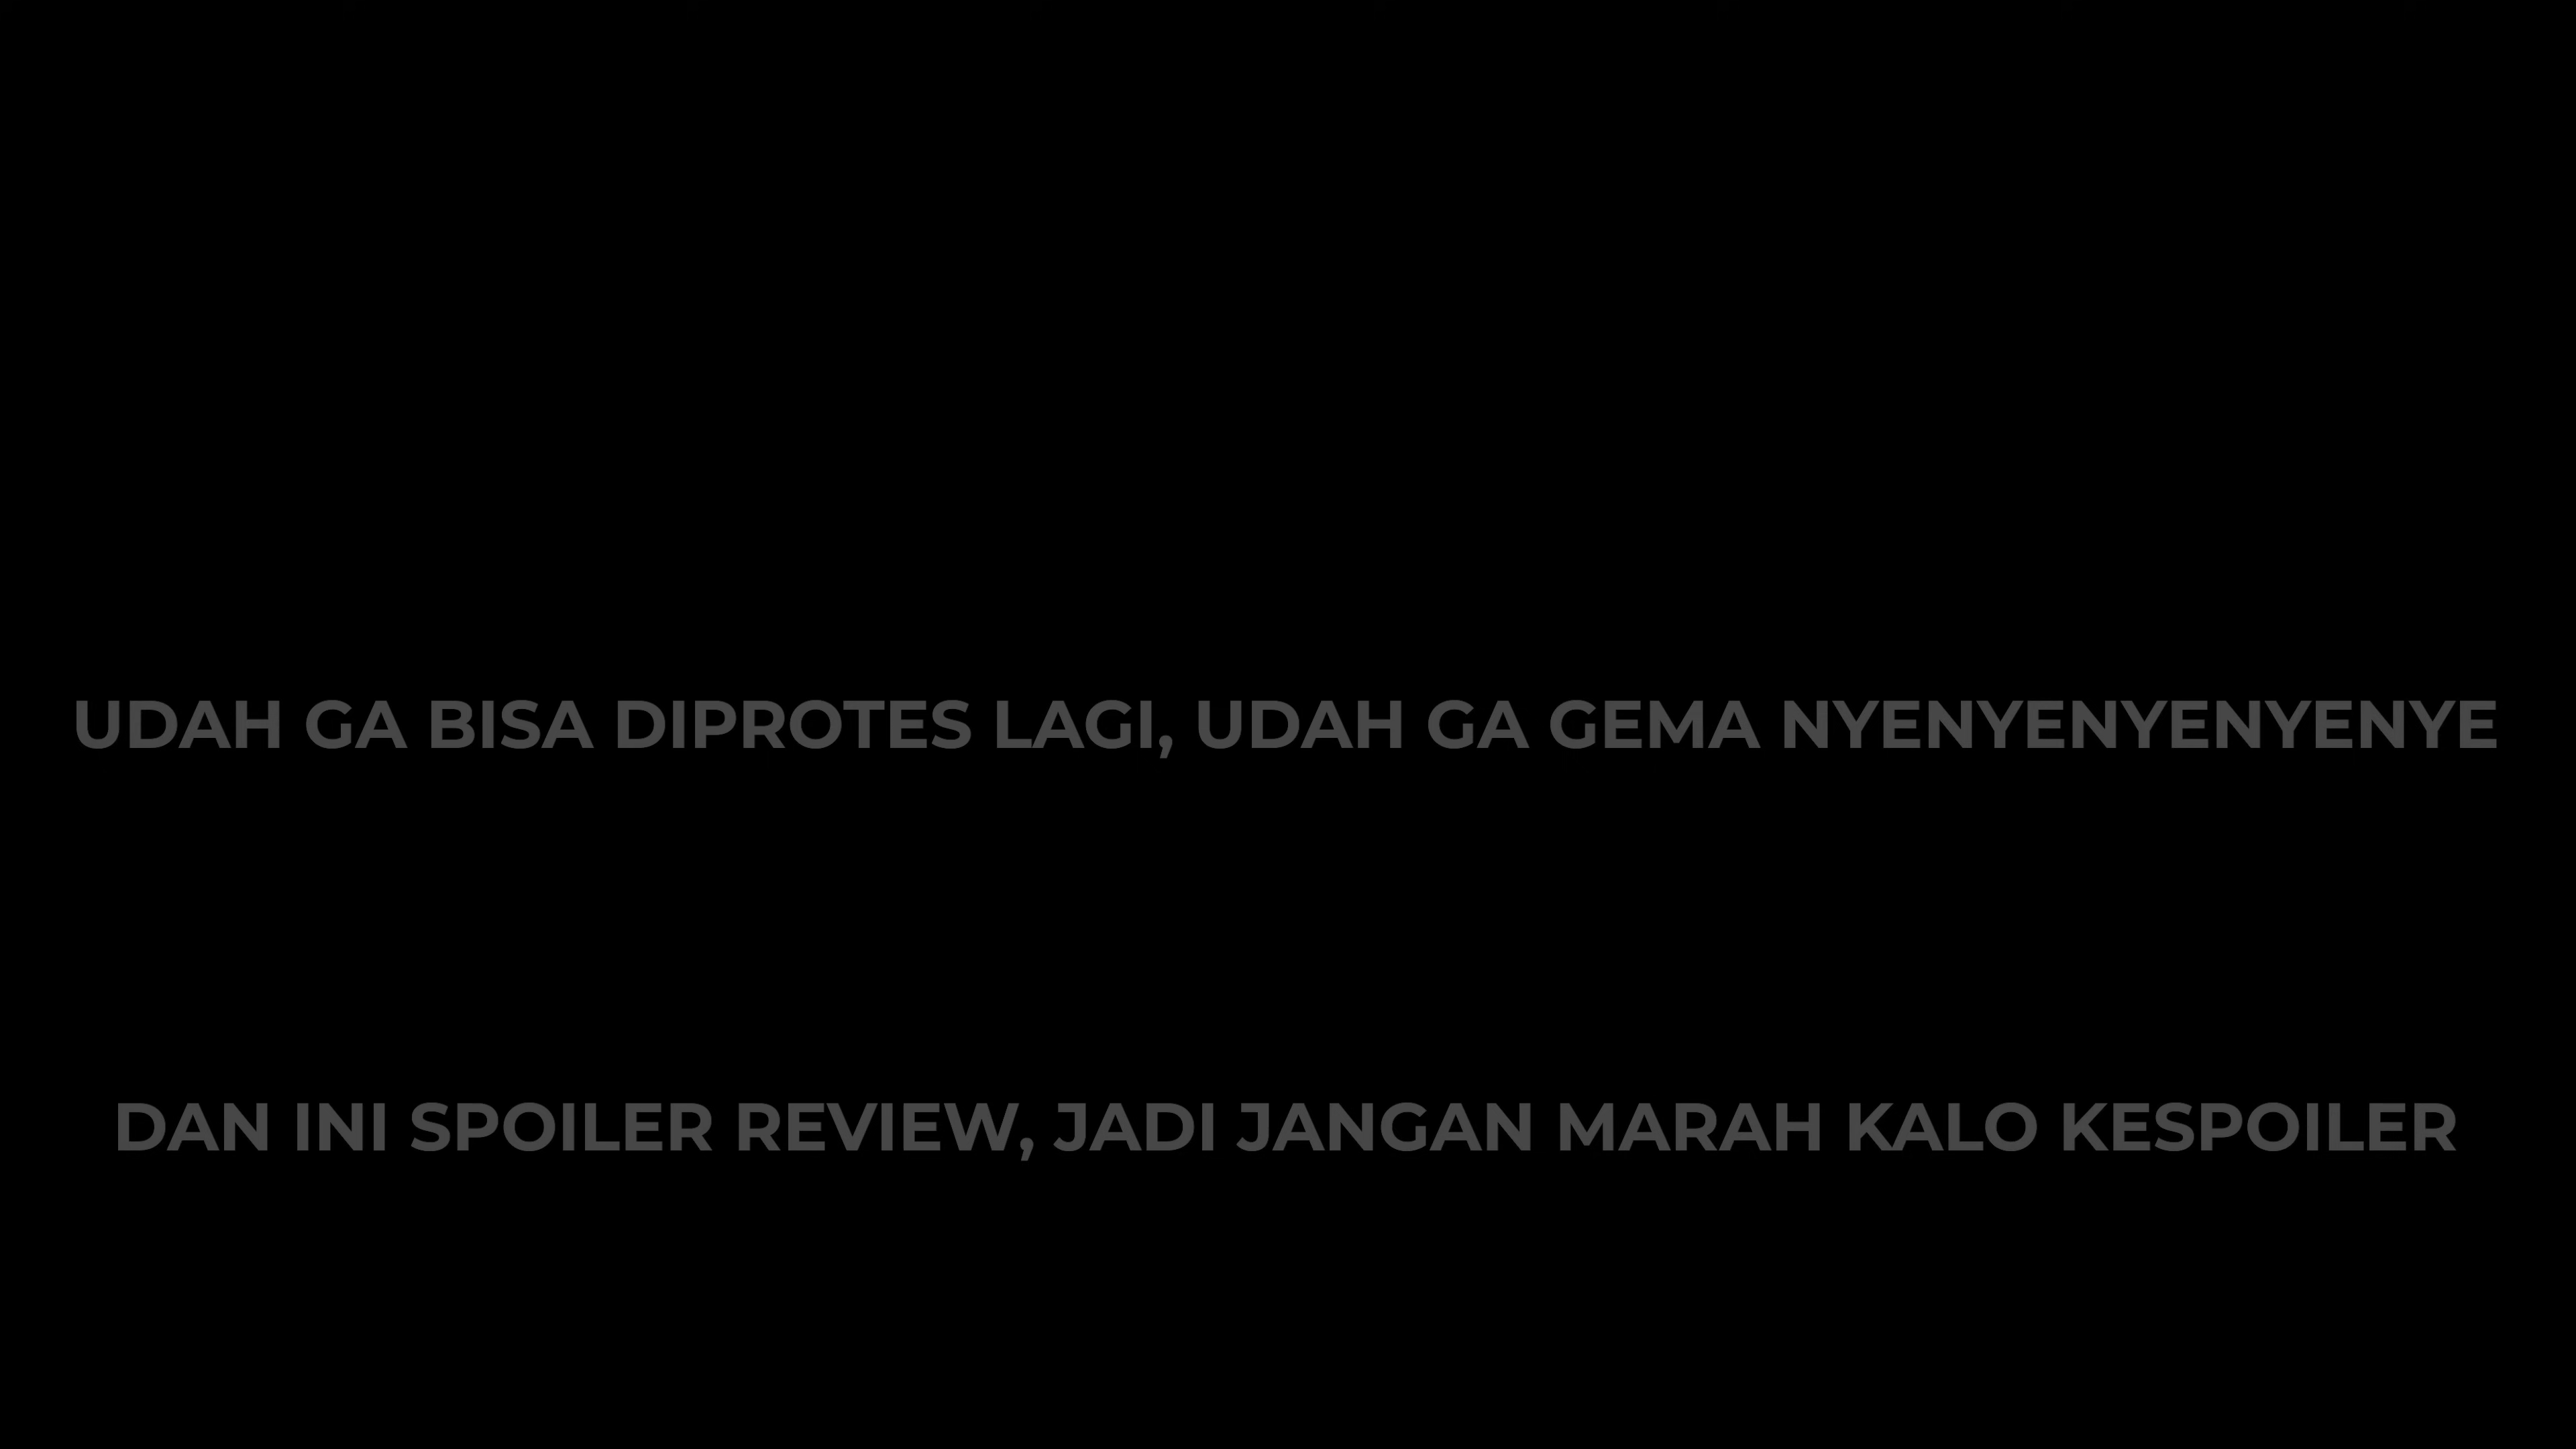 UDAH GA BISA DIPROTES LAGI, UDAH GA GEMA NYENYENYENYENYE
DAN INI SPOILER REVIEW, JADI JANGAN MARAH KALO KESPOILER